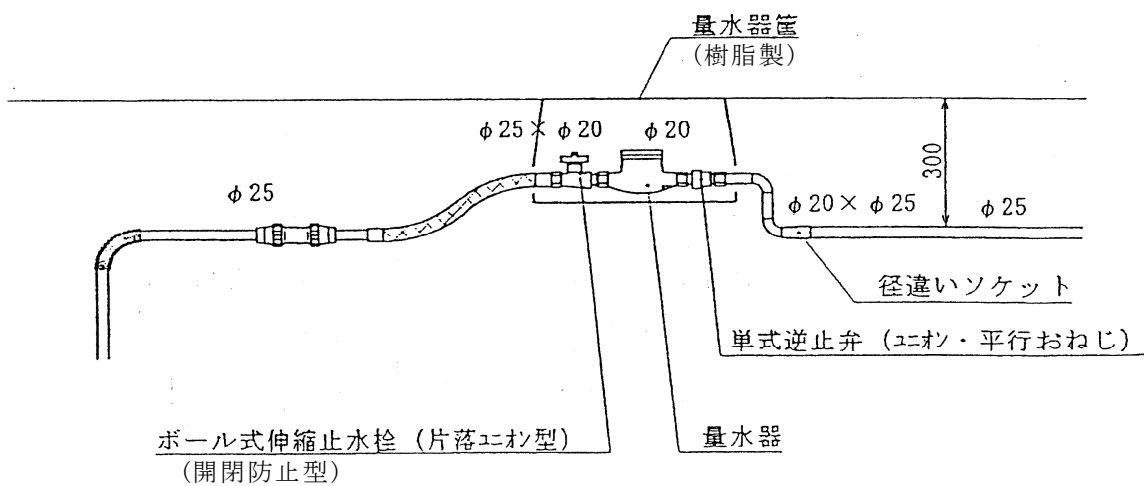 量水器筐
(樹脂製)
φ25×φ20
φ20
300
φ25
φ20×φ25
φ25
径違いソケット
単式逆止弁（ユニオン・平行おねじ）
ボール式伸縮止水栓（片落ユニオン型）
(開閉防止型)
量水器